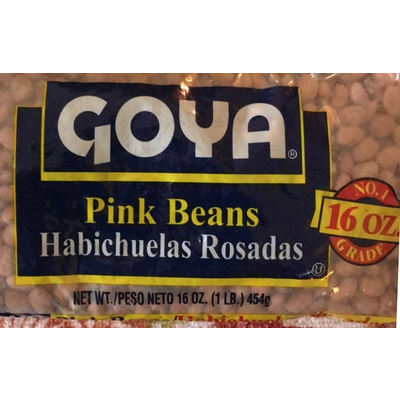 GOYA®
Pink Beans
Habichuelas Rosadas
U
NO. 1
16 OZ.
GRADE
NET WT./PESO NETO 16 OZ. (1 LB.) 454g